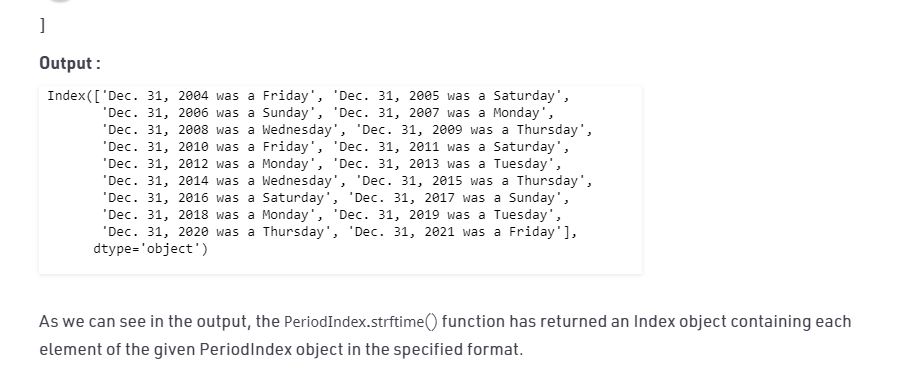 ]
Output :
Index(['Dec. 31, 2004 was a Friday', 'Dec. 31, 2005 was a Saturday',
'Dec. 31, 2006 was a Sunday', 'Dec. 31, 2007 was a Monday',
'Dec. 31, 2008 was a Wednesday', 'Dec. 31, 2009 was a Thursday',
'Dec. 31, 2010 was a Friday', 'Dec. 31, 2011 was a Saturday',
'Dec. 31, 2012 was a Monday', 'Dec. 31, 2013 was a Tuesday',
'Dec. 31, 2014 was a Wednesday', 'Dec. 31, 2015 was a Thursday',
'Dec. 31, 2016 was a Saturday', 'Dec. 31, 2017 was a Sunday',
'Dec. 31, 2018 was a Monday', 'Dec. 31, 2019 was a Tuesday',
'Dec. 31, 2020 was a Thursday', 'Dec. 31, 2021 was a Friday'],
dtype='object')
As we can see in the output, the PeriodIndex.strftime() function has returned an Index object containing each
element of the given PeriodIndex object in the specified format.